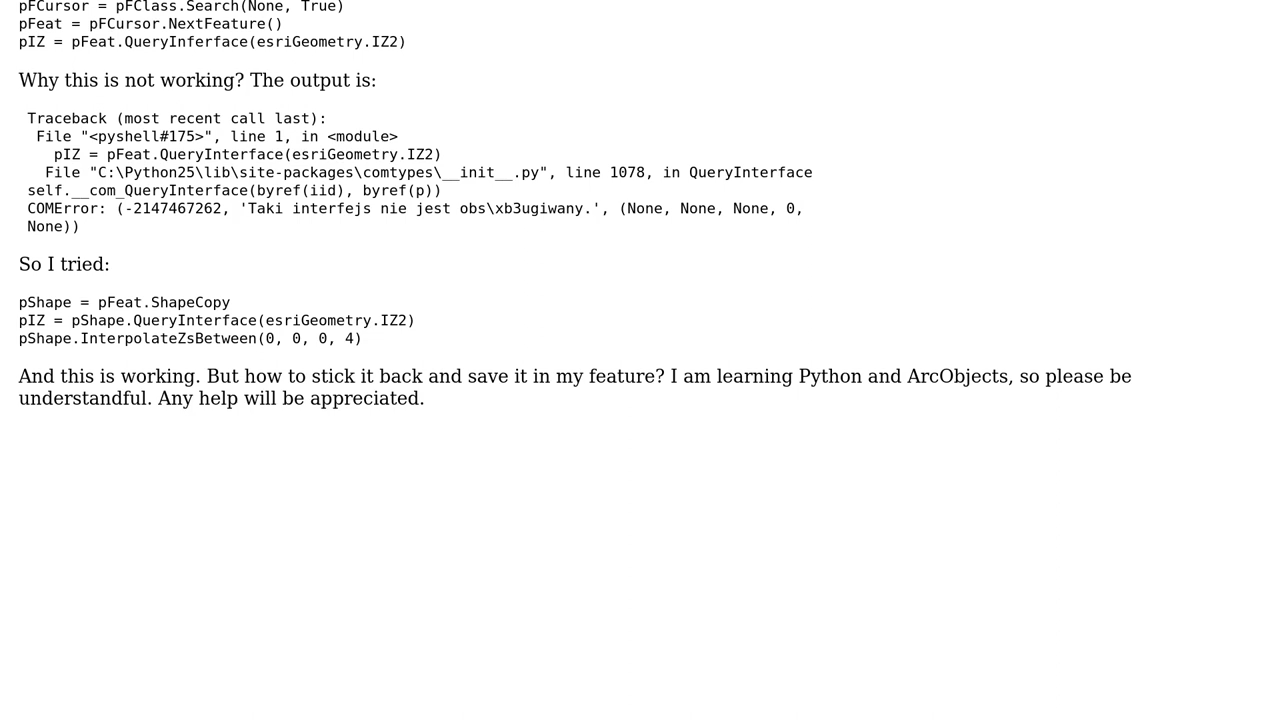 pFCursor = pFClass.Search(None, True)
pFeat = pFCursor.NextFeature()
pIZ = pFeat.QueryInferface(esriGeometry.IZ2)
Why this is not working? The output is:
Traceback (most recent call last):
File "<pyshell#175>", line 1, in <module>
pIZ = pFeat.QueryInterface(esriGeometry.IZ2)
File "C:\Python25\lib\site-packages\comtypes\__init__.py", line 1078, in QueryInterface
self.__com_QueryInterface(byref(iid), byref(p))
COMError: (-2147467262, 'Taki interfejs nie jest obs\xb3ugiwany.', (None, None, None, 0,
None))
So I tried:
pShape = pFeat.ShapeCopy
pIZ = pShape.QueryInterface(esriGeometry.IZ2)
pShape.InterpolateZsBetween(0, 0, 0, 4)
And this is working. But how to stick it back and save it in my feature? I am learning Python and ArcObjects, so please be
understandful. Any help will be appreciated.